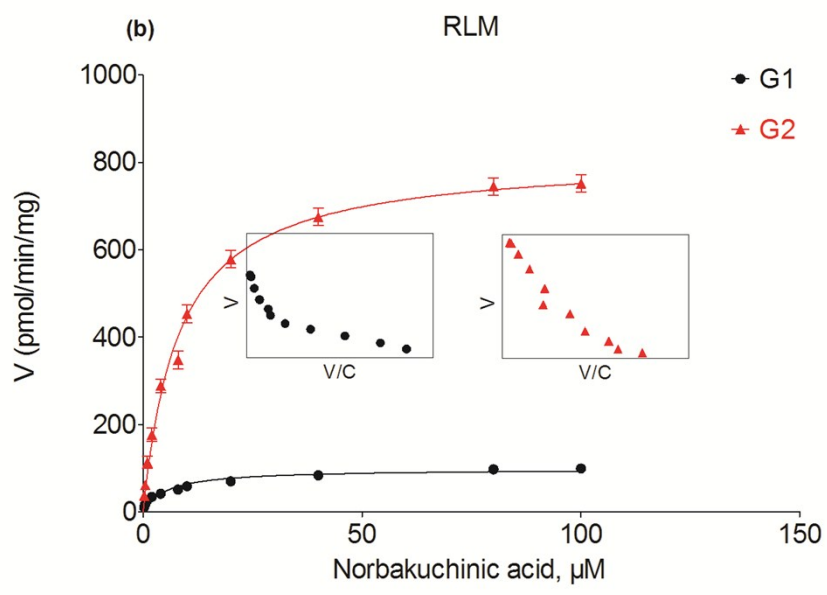 (b)
RLM
G1
G2
V (pmol/min/mg)
1000
800
600
400
200
0
V
V/C
V
V/C
0
50
100
150
Norbakuchinic acid, µM